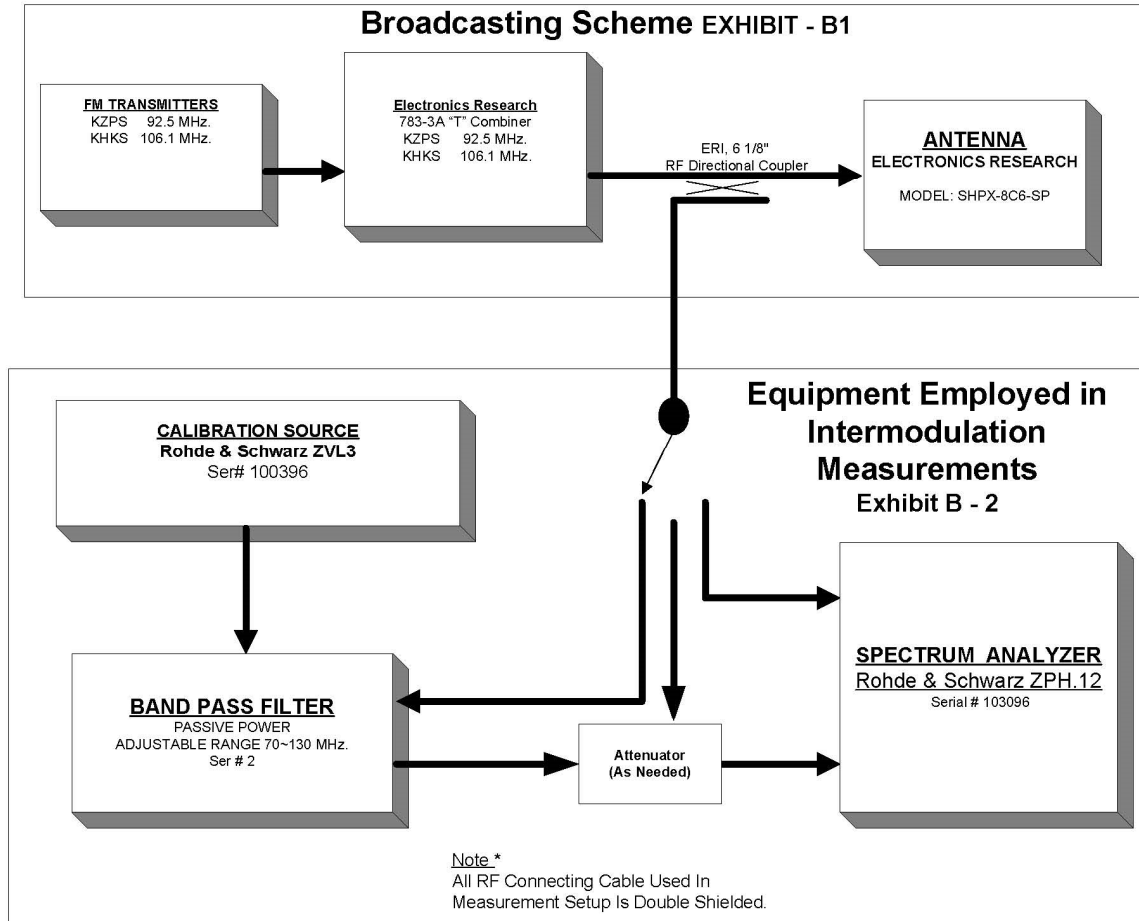 Broadcasting Scheme EXHIBIT - B1
FM TRANSMITTERS
KZPS 92.5 MHz.
KHKS 106.1 MHz.
Electronics Research
783-3A "T" Combiner
KZPS 92.5 MHz.
KHKS 106.1 MHz.
ERI, 6 1/8"
RF Directional Coupler
ANTENNA
ELECTRONICS RESEARCH
MODEL: SHPX-8C6-SP
Equipment Employed in
Intermodulation
Measurements
Exhibit B - 2
CALIBRATION SOURCE
Rohde & Schwarz ZVL3
Ser# 100396
BAND PASS FILTER
PASSIVE POWER
ADJUSTABLE RANGE 70~130 MHz.
Ser # 2
Attenuator
(As Needed)
SPECTRUM ANALYZER
Rohde & Schwarz ZPH.12
Serial # 103096
Note *
All RF Connecting Cable Used In
Measurement Setup Is Double Shielded.